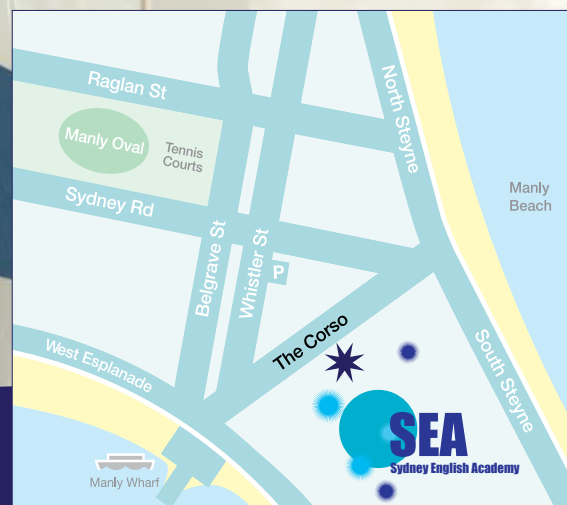 Raglan St
North Steyne
Manly Oval
Tennis
Courts
Manly
Beach
Sydney Rd
Belgrave St
Whistler St
P
The Corso
West Esplanade
South Steyne
SEA
Sydney English Academy
Manly Wharf